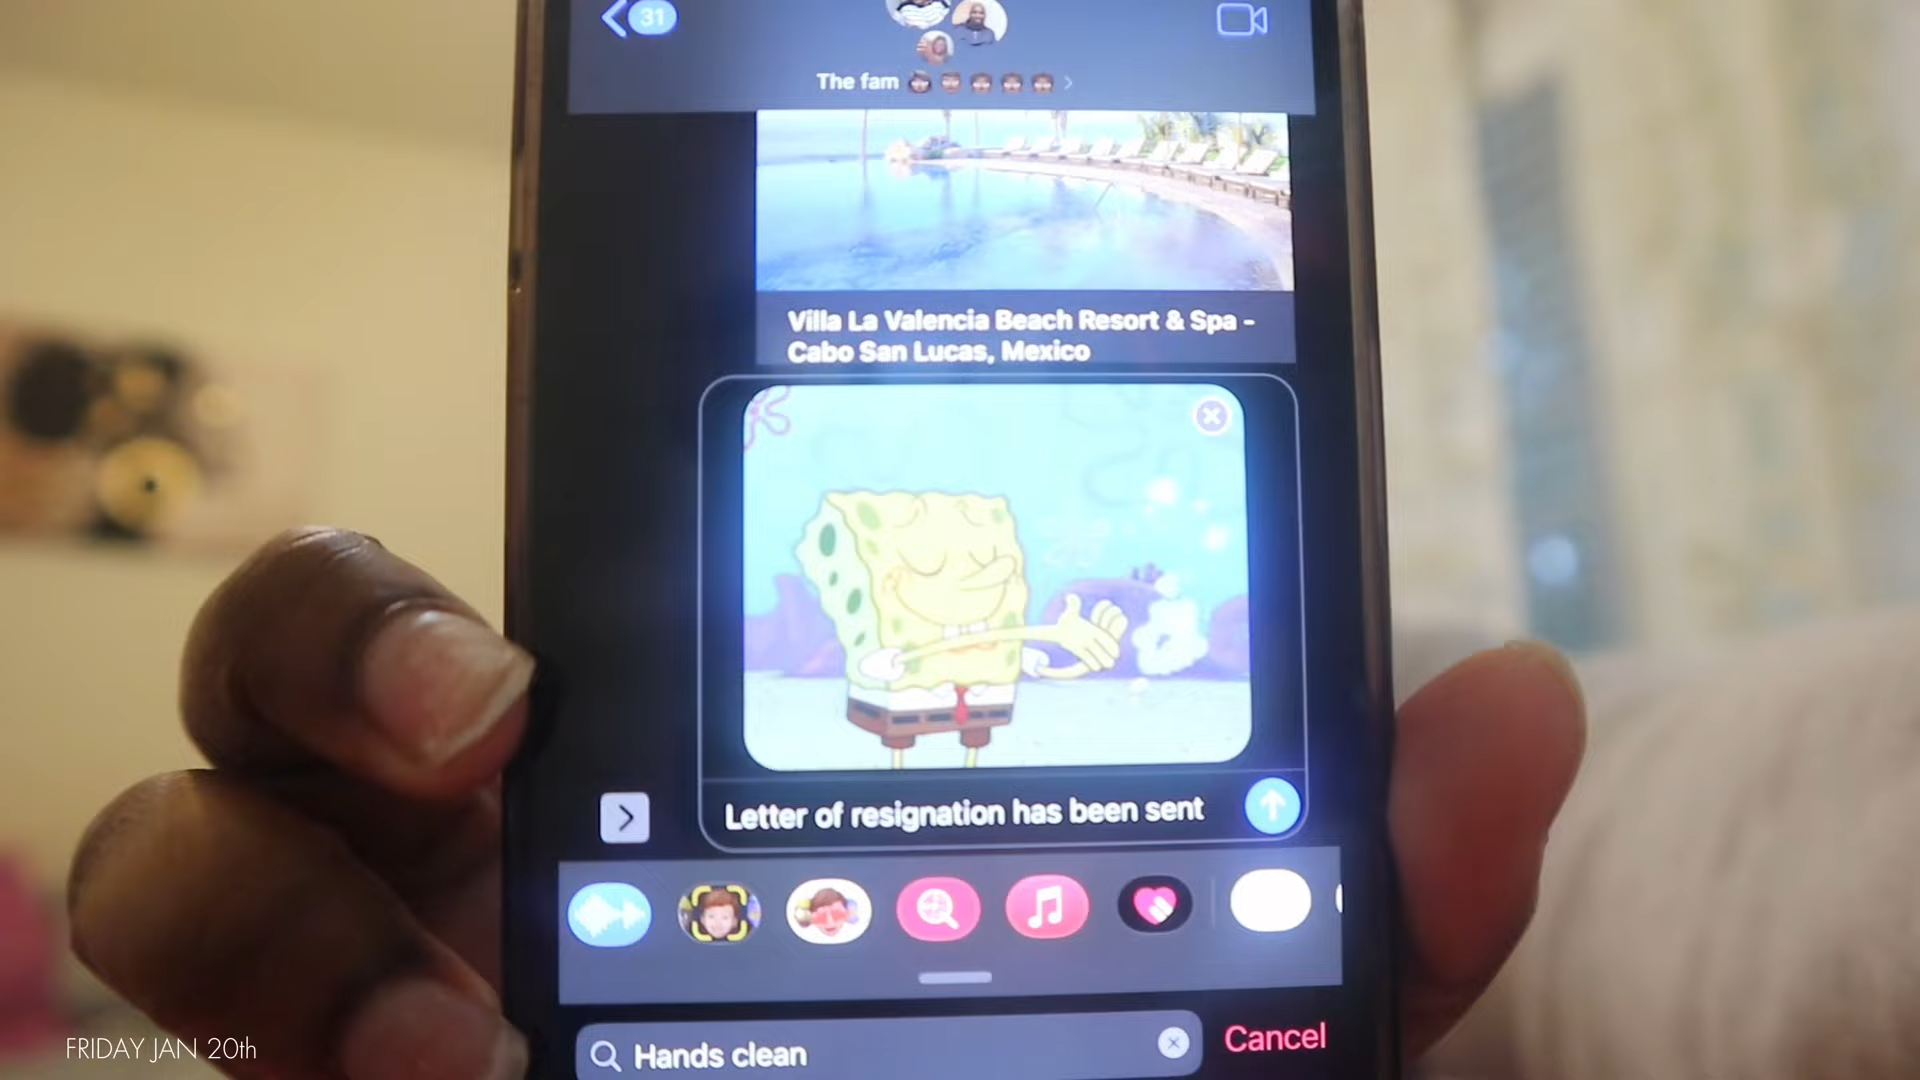 31
The fam
Villa La Valencia Beach Resort & Spa -
Cabo San Lucas, Mexico
Letter of resignation has been sent
Hands clean
Cancel
FRIDAY JAN 20th